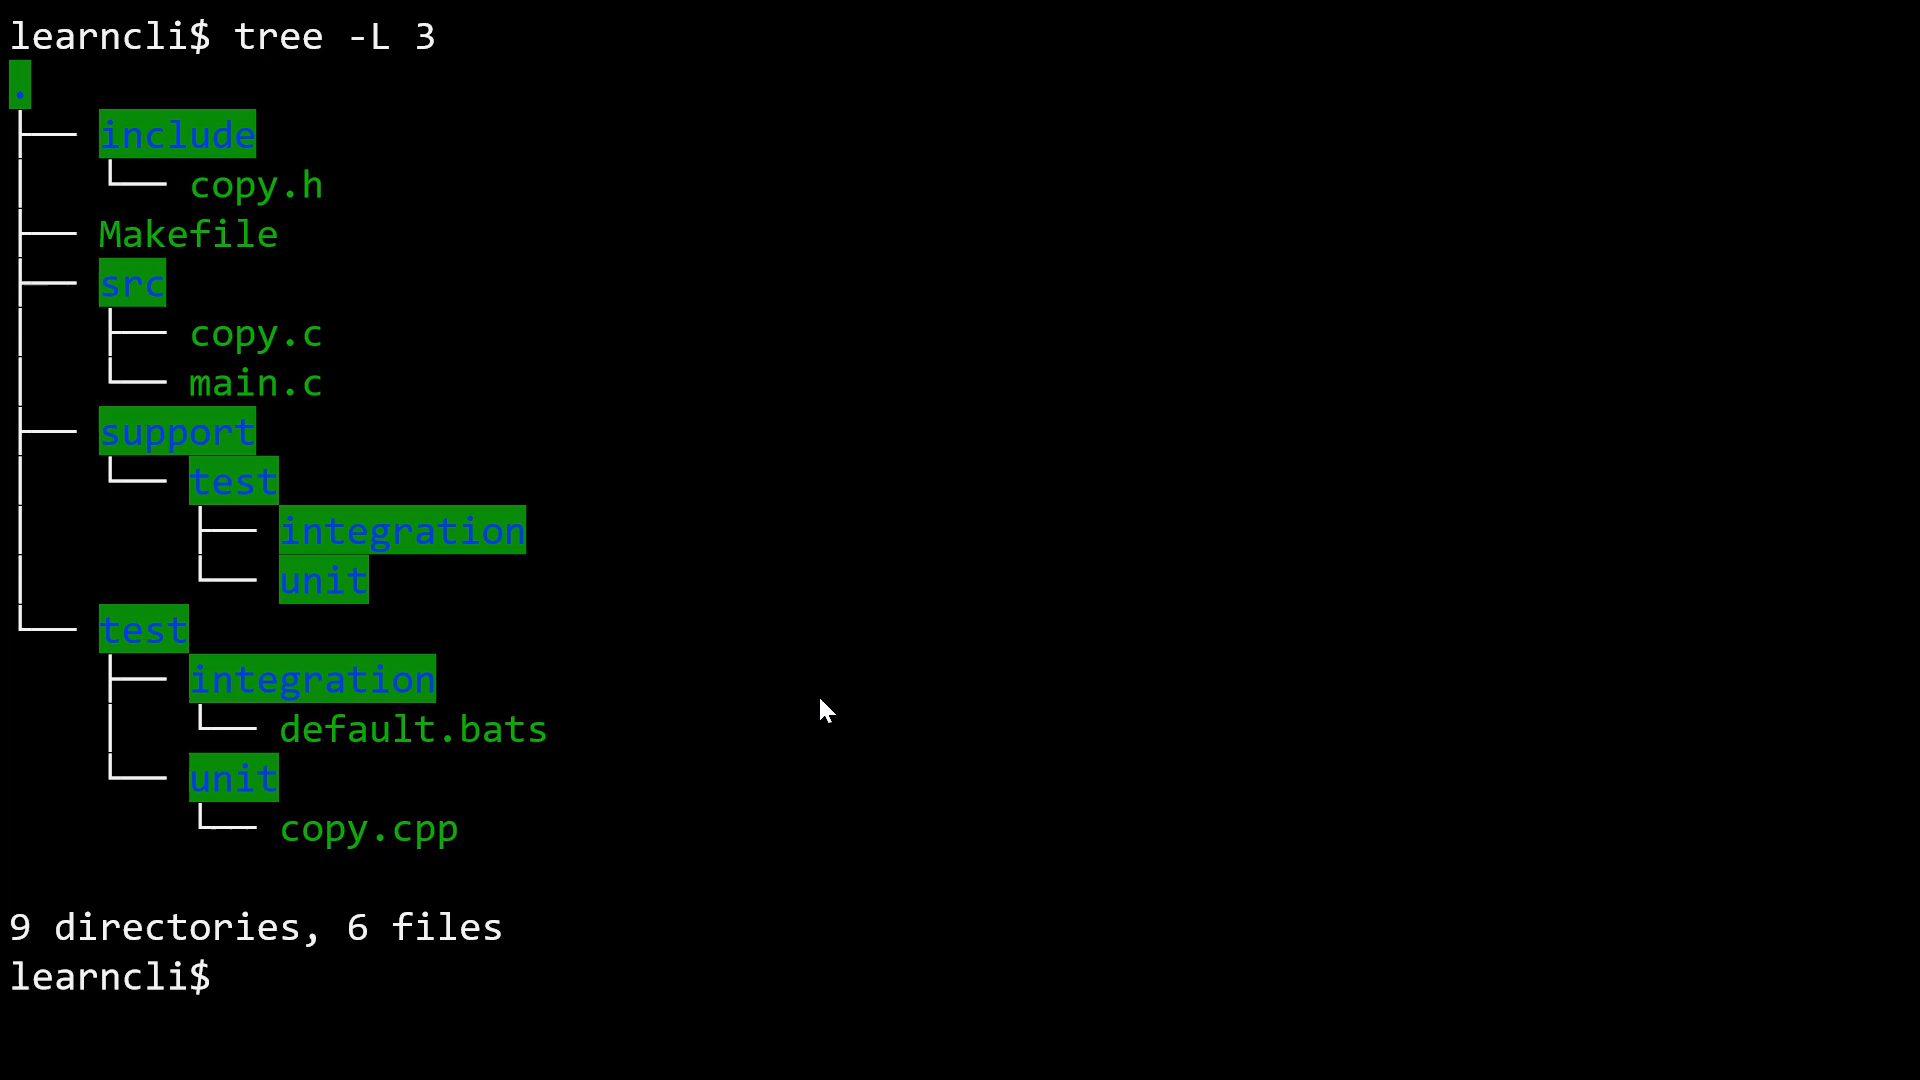 learncli$ tree -L 3
.
├── include
│   └── copy.h
├── Makefile
├── src
│   ├── copy.c
│   └── main.c
├── support
│   └── test
│       ├── integration
│       └── unit
└── test
    ├── integration
    │   └── default.bats
    └── unit
        └── copy.cpp

9 directories, 6 files
learncli$